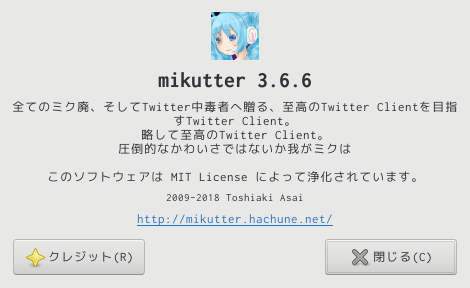 mikutter 3.6.6
全てのミク廃、そしてTwitter中毒者へ贈る、至高のTwitter Clientを目指
すTwitter Client。
略して至高のTwitter Client。
圧倒的なかわいさではないか我がミクは
このソフトウェアは MIT License によって浄化されています。
2009-2018 Toshiaki Asai
http://mikutter.hachune.net/
クレジット(R)
閉じる(C)